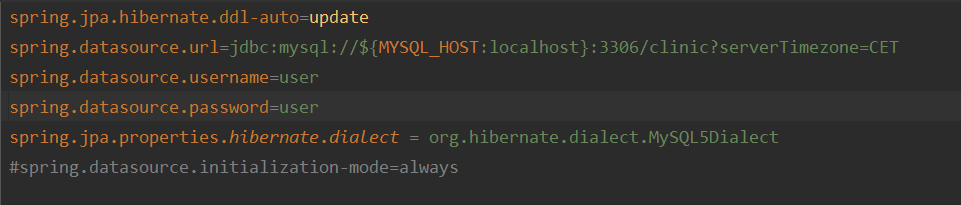 spring.jpa.hibernate.ddl-auto=update
spring.datasource.url=jdbc:mysql://${MYSQL_HOST:localhost}:3306/clinic?serverTimezone=CET
spring.datasource.username=user
spring.datasource.password=user
spring.jpa.properties.hibernate.dialect = org.hibernate.dialect.MySQL5Dialect
#spring.datasource.initialization-mode=always